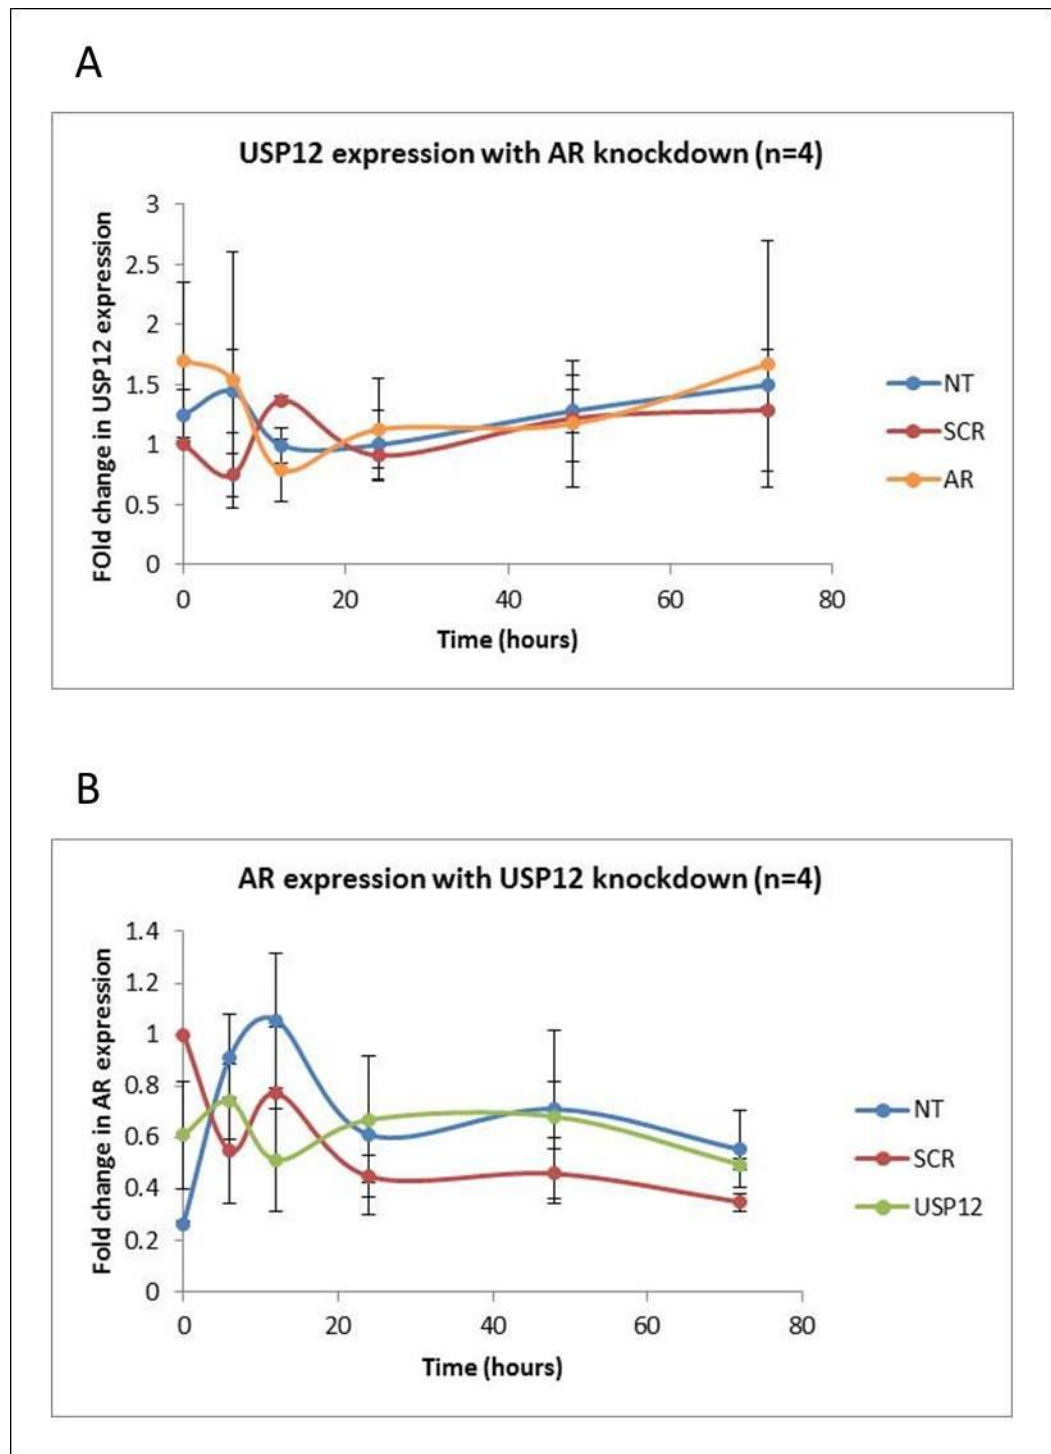 A
USP12 expression with AR knockdown (n=4)
FOld change in USP12 expression
3
2.5
2
1.5
1
0.5
0
0 20 40 60 80
Time (hours)
NT
SCR
AR
B
AR expression with USP12 knockdown (n=4)
Fold change in AR expression
1.4
1.2
1
0.8
0.6
0.4
0.2
0
0 20 40 60 80
Time (hours)
NT
SCR
USP12